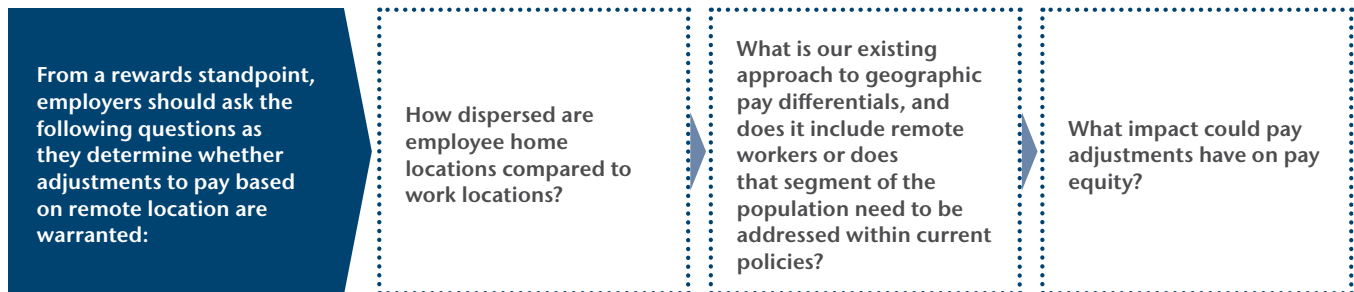 From a rewards standpoint,
employers should ask the
following questions as
they determine whether
adjustments to pay based
on remote location are
warranted:
How dispersed are
employee home
locations compared to
work locations?
What is our existing
approach to geographic
pay differentials, and
does it include remote
workers or does
that segment of the
population need to be
addressed within current
policies?
What impact could pay
adjustments have on pay
equity?